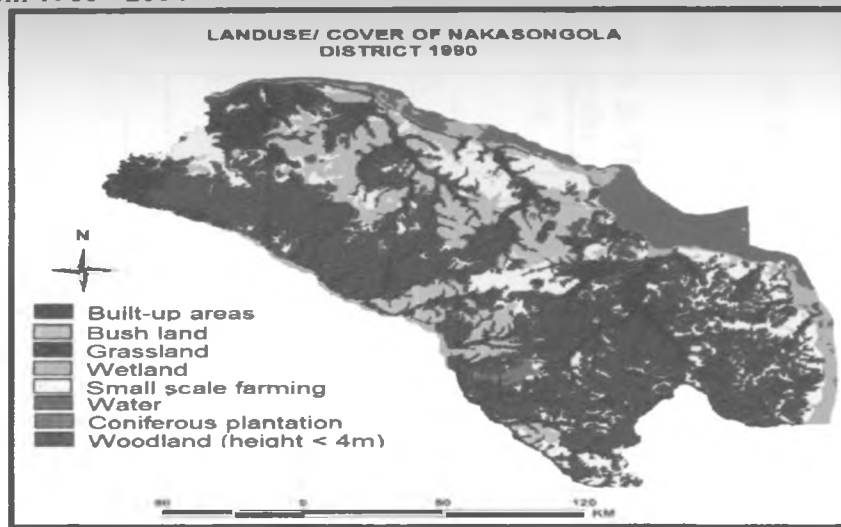 LANDUSE/ COVER OF NAKASONGOLA
DISTRICT 1990
N
Built-up areas
Bush land
Grassland
Wetland
Small scale farming
Water
Coniferous plantation
Woodland (height < 4m)
0 120
KM